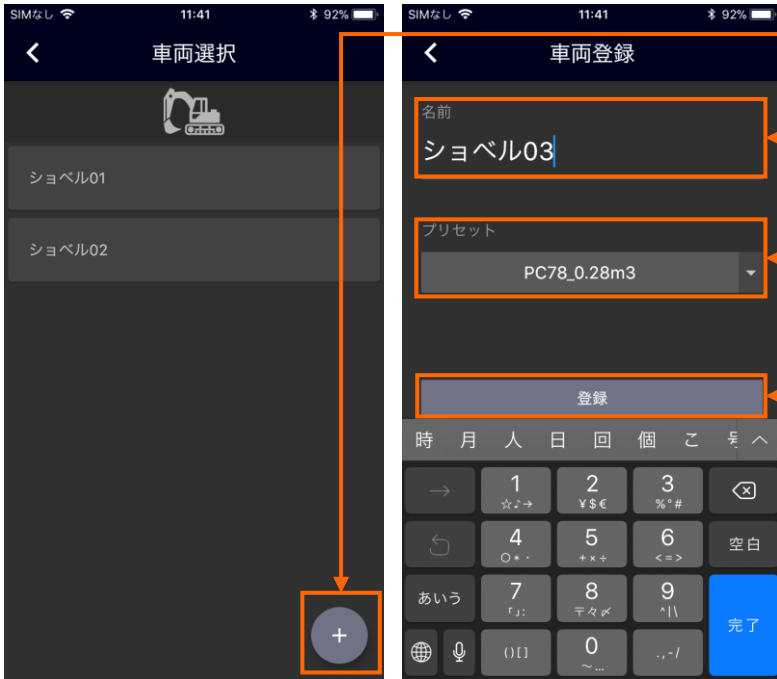 SIMなし 11:41 92%
車両選択
ショベル01
ショベル02
+
SIMなし 11:41 92%
車両登録
名前
ショベル03
プリセット
PC78_0.28m3
登録
時 月 人 日 回 個 こ 号
→ 1 2 3
☆♪→ ¥$€ %°#
4 5 6 空白
○*・ +×÷ <=>
あいう 7 8 9
「」: 〒々〆 ^|\
完了
()[] 0 .,-/
~…